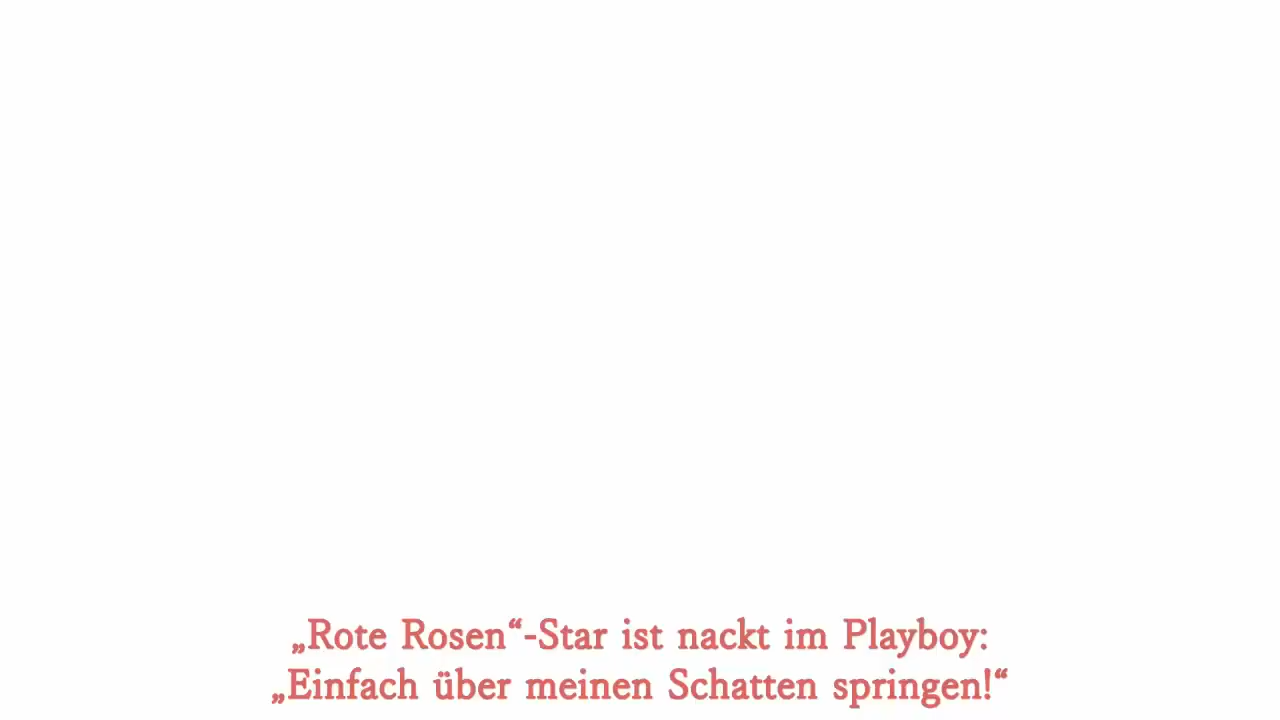 „Rote Rosen“-Star ist nackt im Playboy:
„Einfach über meinen Schatten springen!“